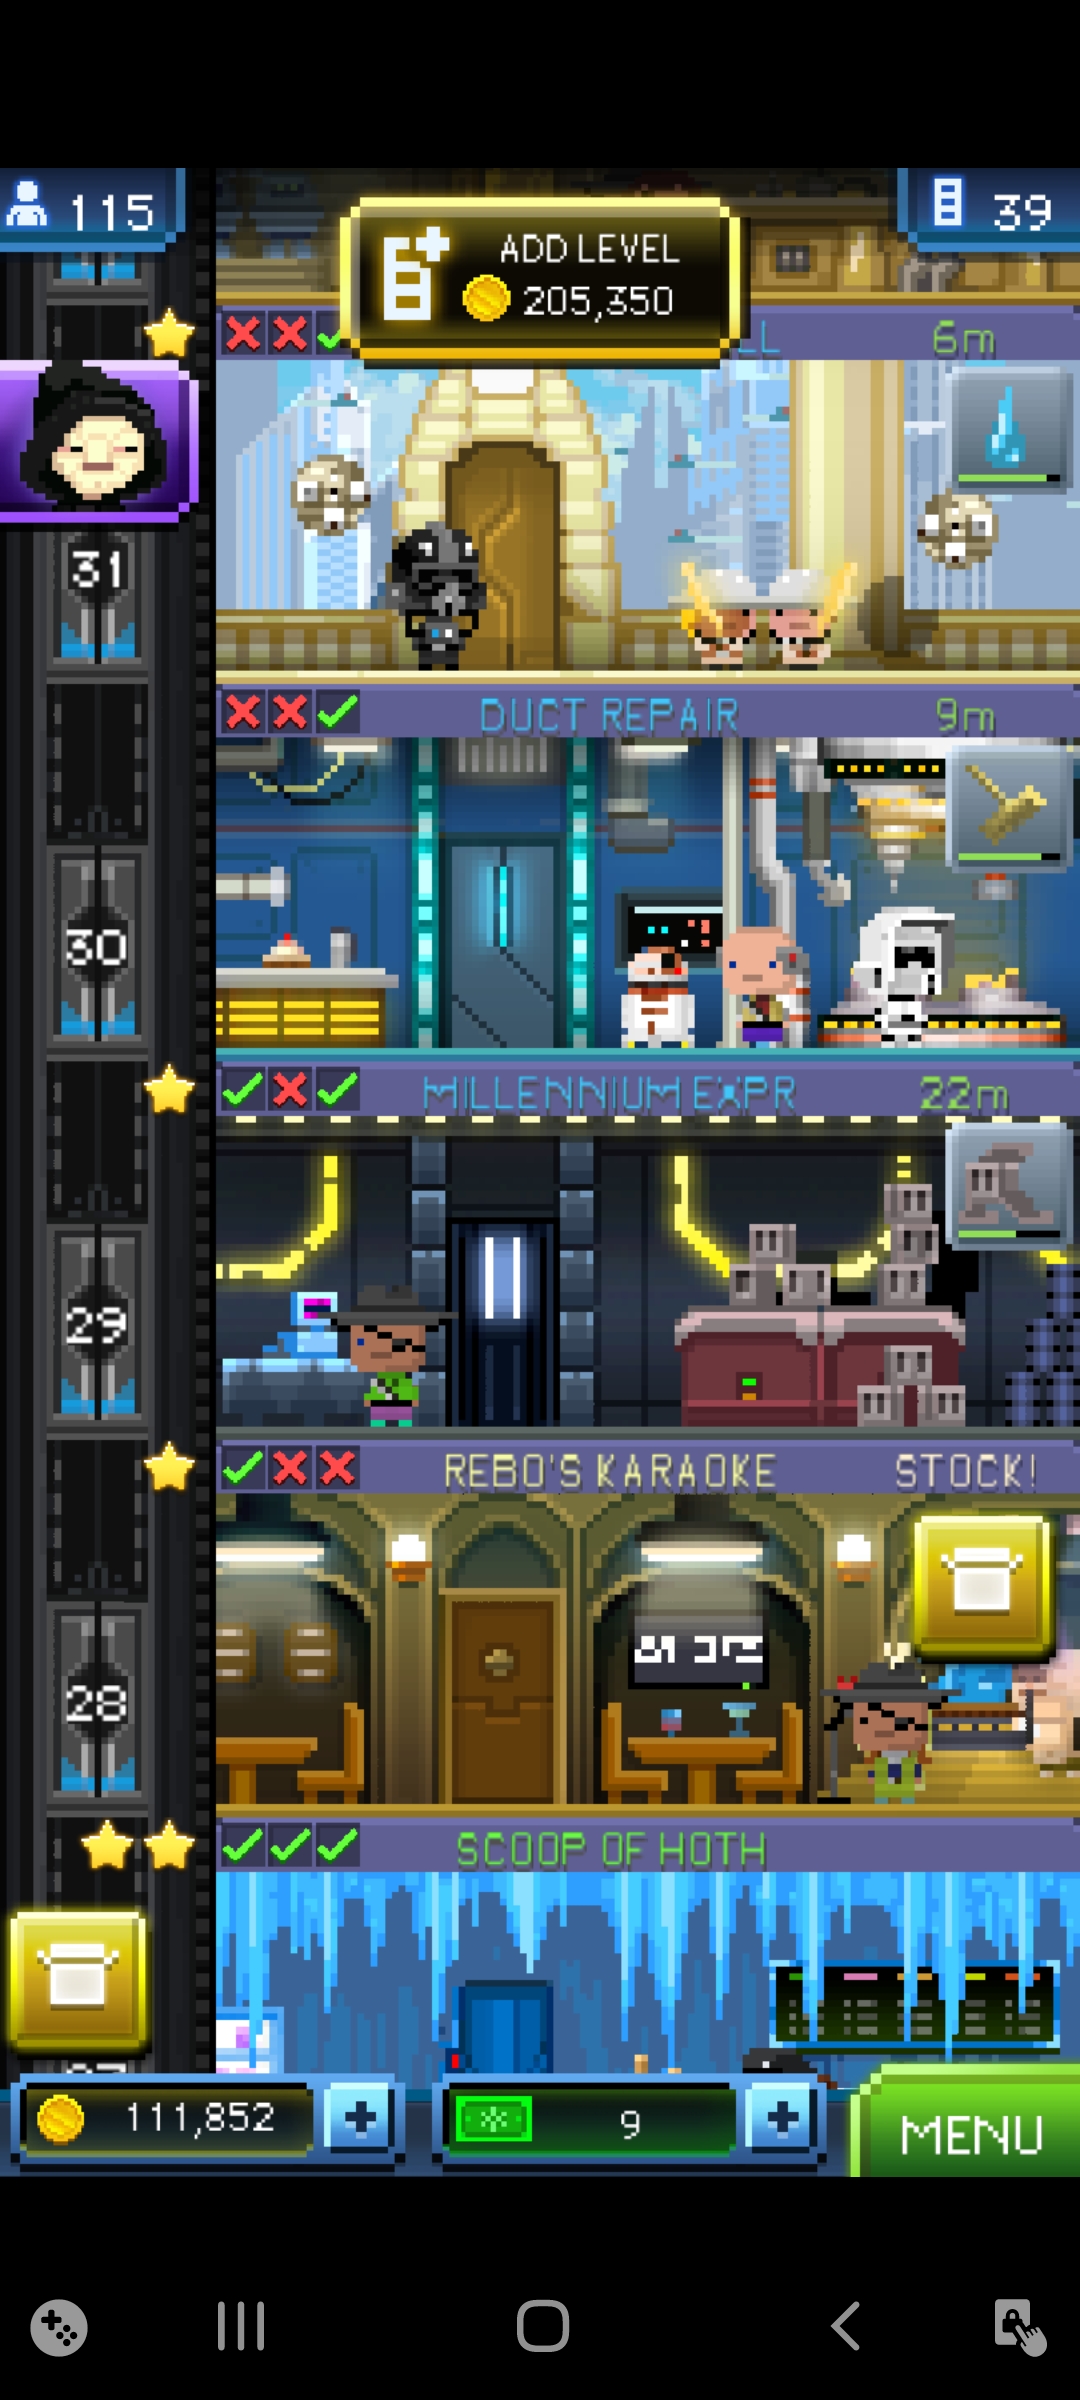 115
39
ADD LEVEL
205,350
6m
31
DUCT REPAIR
9m
30
MILLENNIUM EXPR
22m
29
REBO'S KARAOKE
STOCK!
28
SCOOP OF HOTH
111,852
9
MENU